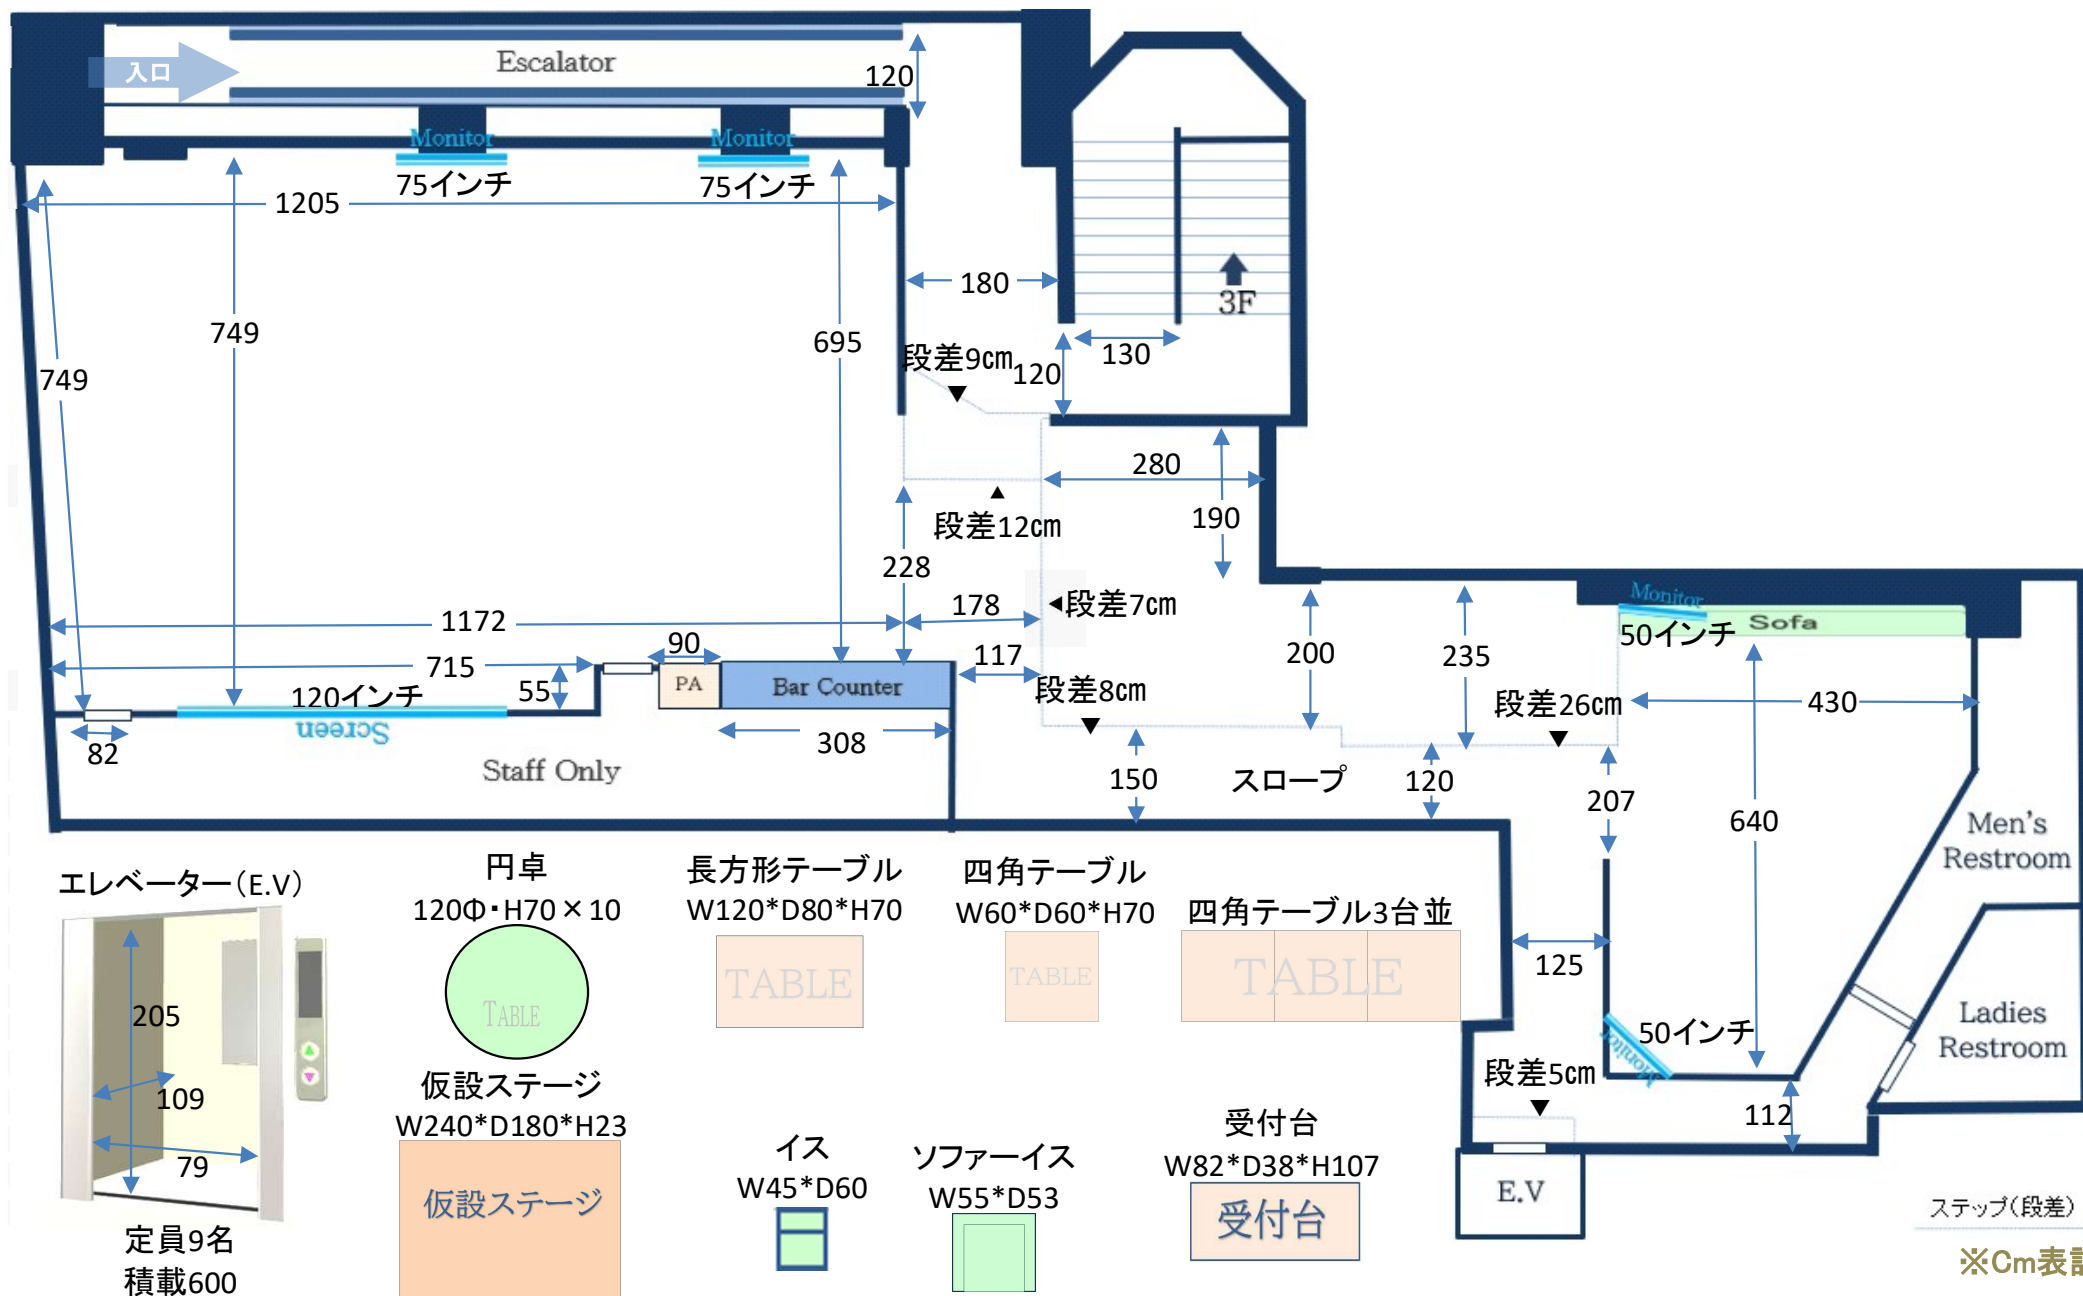 入口
Escalator
120
Monitor
Monitor
75インチ
75インチ
1205
749
749
695
180
3F
130
120
段差9cm
280
190
段差12cm
228
178
段差7cm
1172
90
715
55
117
200
235
Monitor
50インチ
Sofa
PA
Bar Counter
120インチ
Screen
段差8cm
段差26cm
430
82
308
Staff Only
150
スロープ
120
207
640
Men's
Restroom
エレベーター(E.V)
205
109
79
定員9名
積載600
円卓
120Φ・H70×10
TABLE
長方形テーブル
W120*D80*H70
TABLE
四角テーブル
W60*D60*H70
TABLE
四角テーブル3台並
TABLE
125
50インチ
Monitor
Ladies
Restroom
段差5cm
112
E.V
仮設ステージ
W240*D180*H23
仮設ステージ
イス
W45*D60
ソファーイス
W55*D53
受付台
W82*D38*H107
受付台
ステップ(段差)
※Cm表記